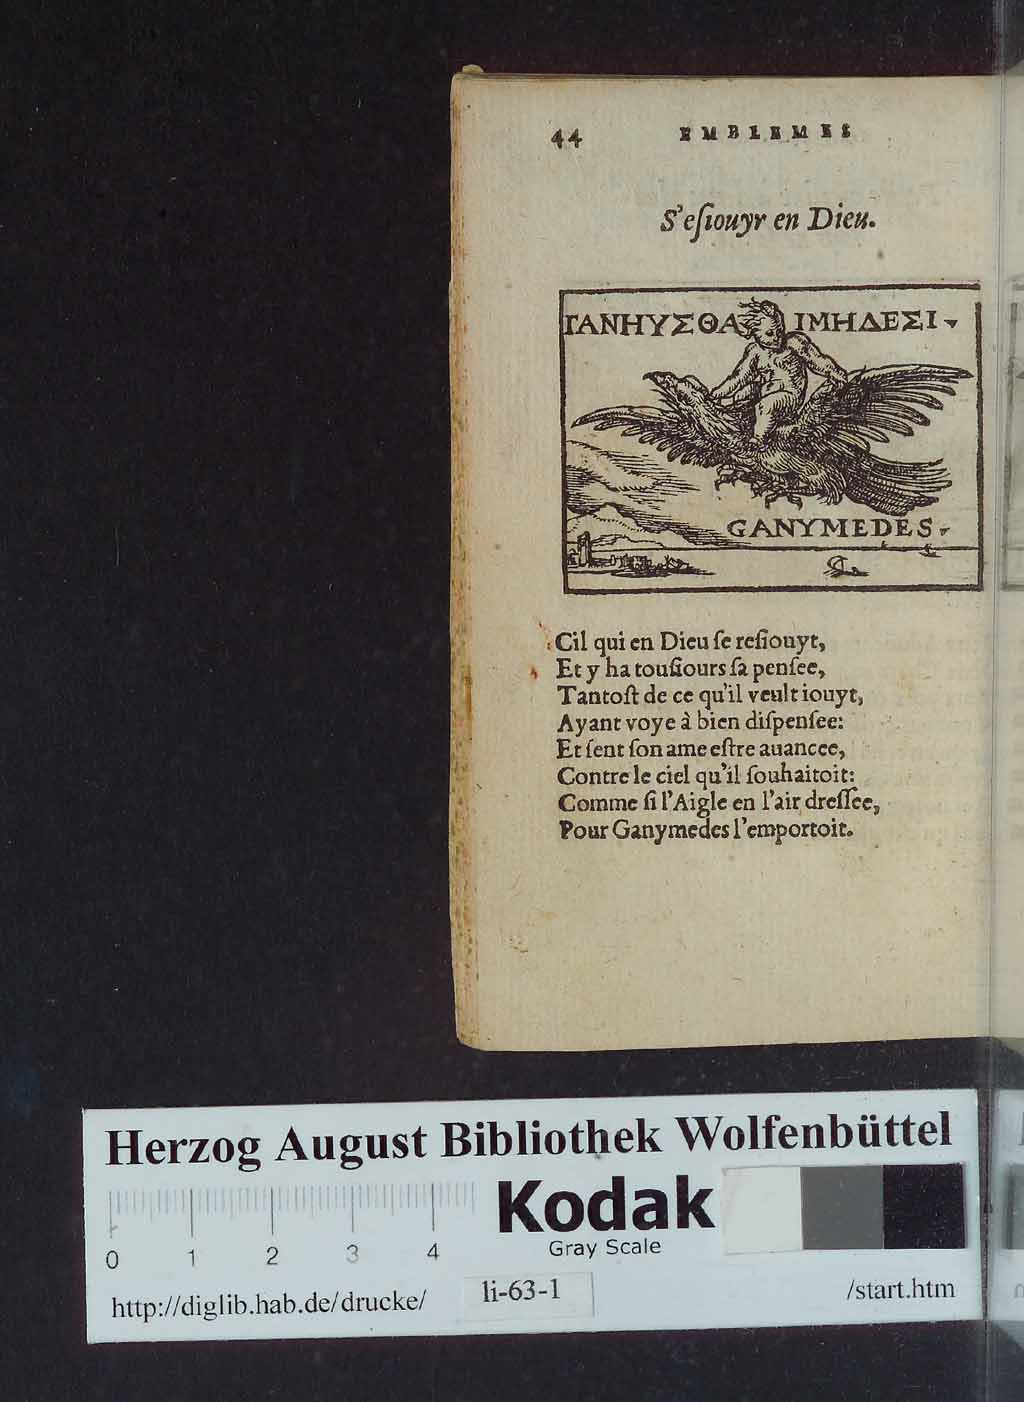 44 EMBLEMES
S'eſiouyr en Dieu.
ΓΑΝΗΥΣΘΑ ΙΜΗΔΕΣΙ
GANYMEDES
Cil qui en Dieu ſe reſiouyt,
Et y ha touſiours ſa penſee,
Tantoſt de ce qu'il veult iouyt,
Ayant voye à bien diſpenſee:
Et ſent ſon ame eſtre auancee,
Contre le ciel qu'il ſouhaitoit:
Comme ſi l'Aigle en l'air dreſſee,
Pour Ganymedes l'emportoit.
Herzog August Bibliothek Wolfenbüttel
Kodak
Gray Scale
0 1 2 3 4
http://diglib.hab.de/drucke/ li-63-1 /start.htm